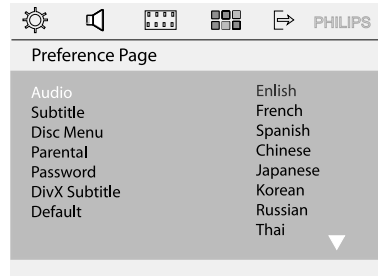 PHILIPS
Preference Page
Audio
Subtitle
Disc Menu
Parental
Password
DivX Subtitle
Default
Enlish
French
Spanish
Chinese
Japanese
Korean
Russian
Thai